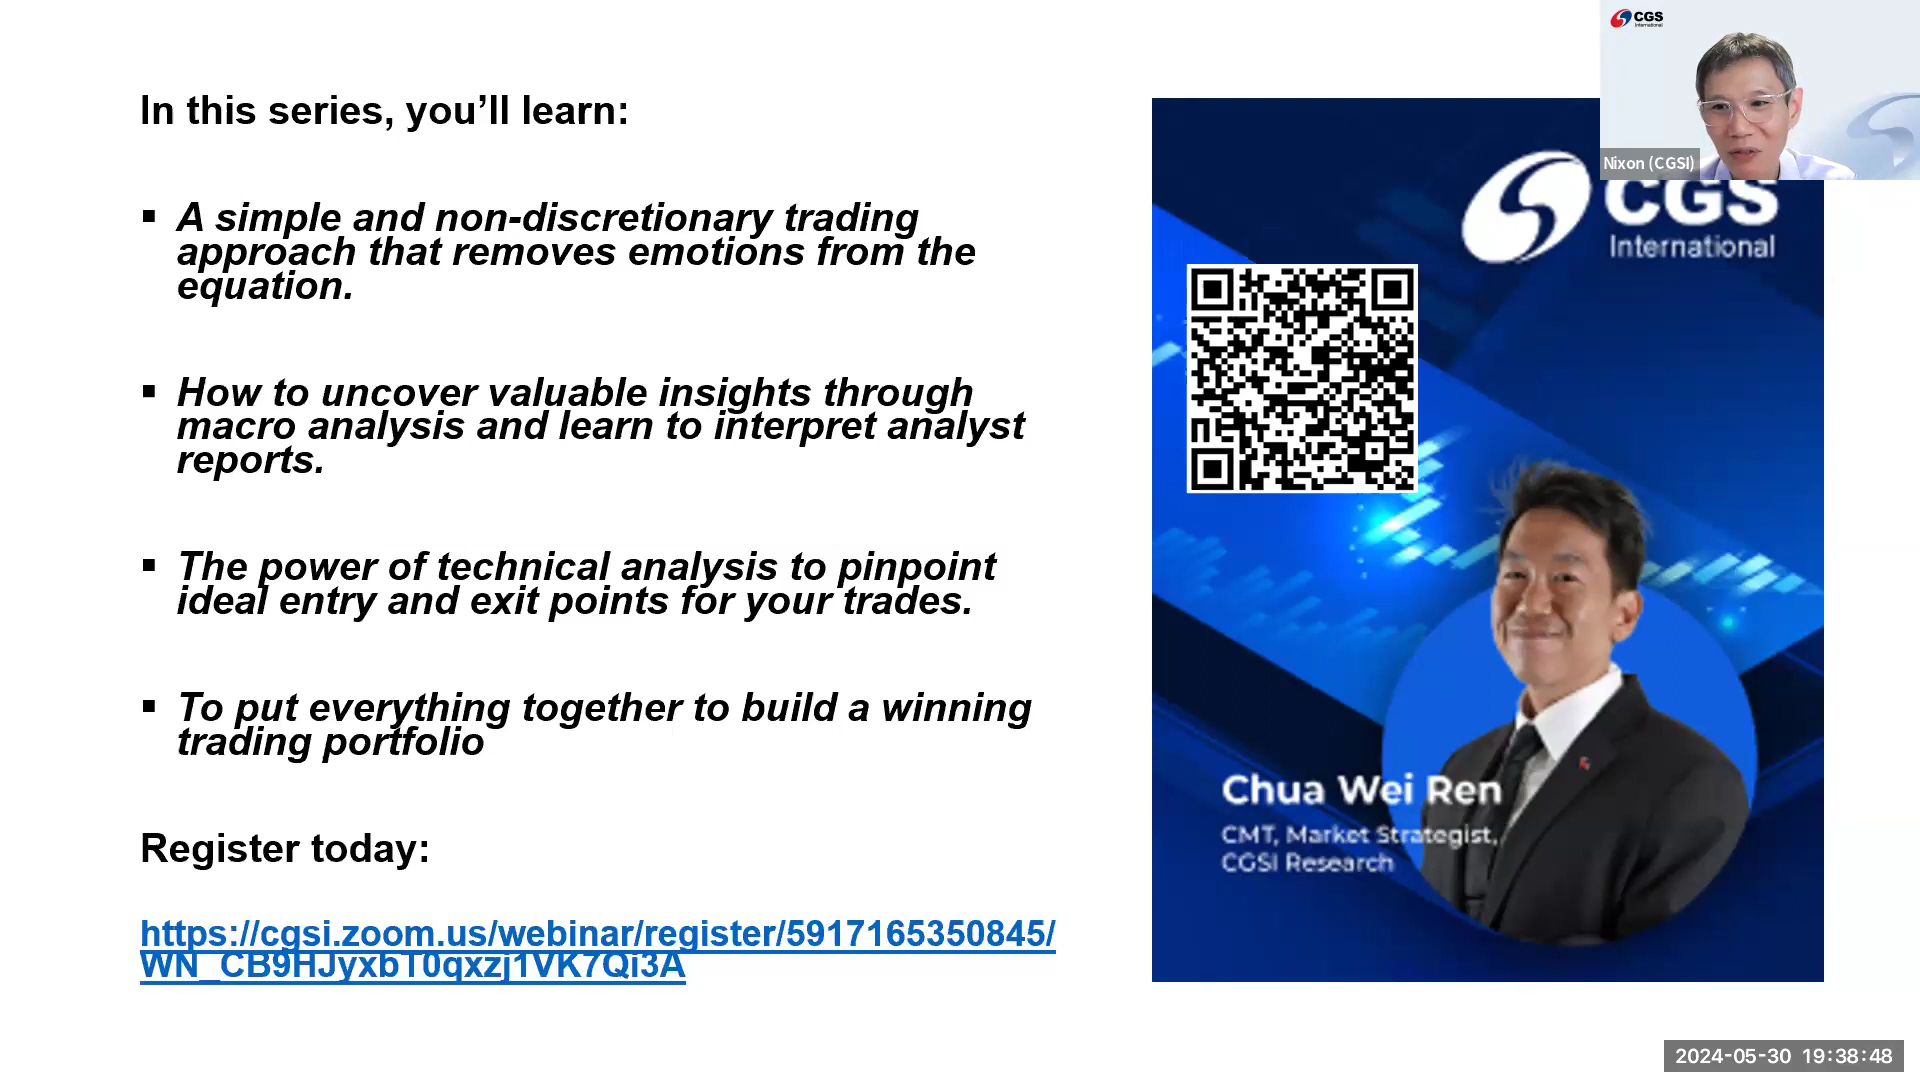 CGS
International
In this series, you’ll learn:
▪ A simple and non-discretionary trading
approach that removes emotions from the
equation.
▪ How to uncover valuable insights through
macro analysis and learn to interpret analyst
reports.
▪ The power of technical analysis to pinpoint
ideal entry and exit points for your trades.
▪ To put everything together to build a winning
trading portfolio
Register today:
https://cgsi.zoom.us/webinar/register/5917165350845/
WN_CB9HJyxbT0qxzj1VK7Qi3A
Nixon (CGSI)
CGS
International
Chua Wei Ren
CMT, Market Strategist,
CGSI Research
2024-05-30 19:38:48